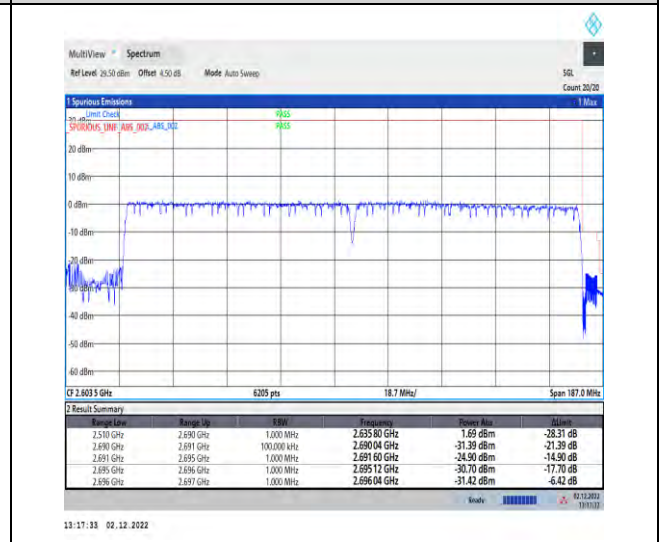 MultiView Spectrum
Ref Level 29.50 dBm Offset 4.50 dB Mode Auto Sweep SGL
Count 20/20
1 Spurious Emissions 1 Max
Limit Check PASS
_SPURIOUS_LINE_ABS_002 _ABS_002 PASS
20 dBm
10 dBm
0 dBm
-10 dBm
-20 dBm
-30 dBm
-40 dBm
-50 dBm
-60 dBm
CF 2.603 5 GHz 6205 pts 18.7 MHz/ Span 187.0 MHz
2 Result Summary
Range Low Range Up RBW Frequency Power Abs ΔLimit
2.510 GHz 2.690 GHz 1.000 MHz 2.635 80 GHz 1.69 dBm -28.31 dB
2.690 GHz 2.691 GHz 100.000 kHz 2.690 04 GHz -31.39 dBm -21.39 dB
2.691 GHz 2.695 GHz 1.000 MHz 2.691 60 GHz -24.90 dBm -14.90 dB
2.695 GHz 2.696 GHz 1.000 MHz 2.695 12 GHz -30.70 dBm -17.70 dB
2.696 GHz 2.697 GHz 1.000 MHz 2.696 04 GHz -31.42 dBm -6.42 dB
Ready 02.12.2022
13:17:33 02.12.2022